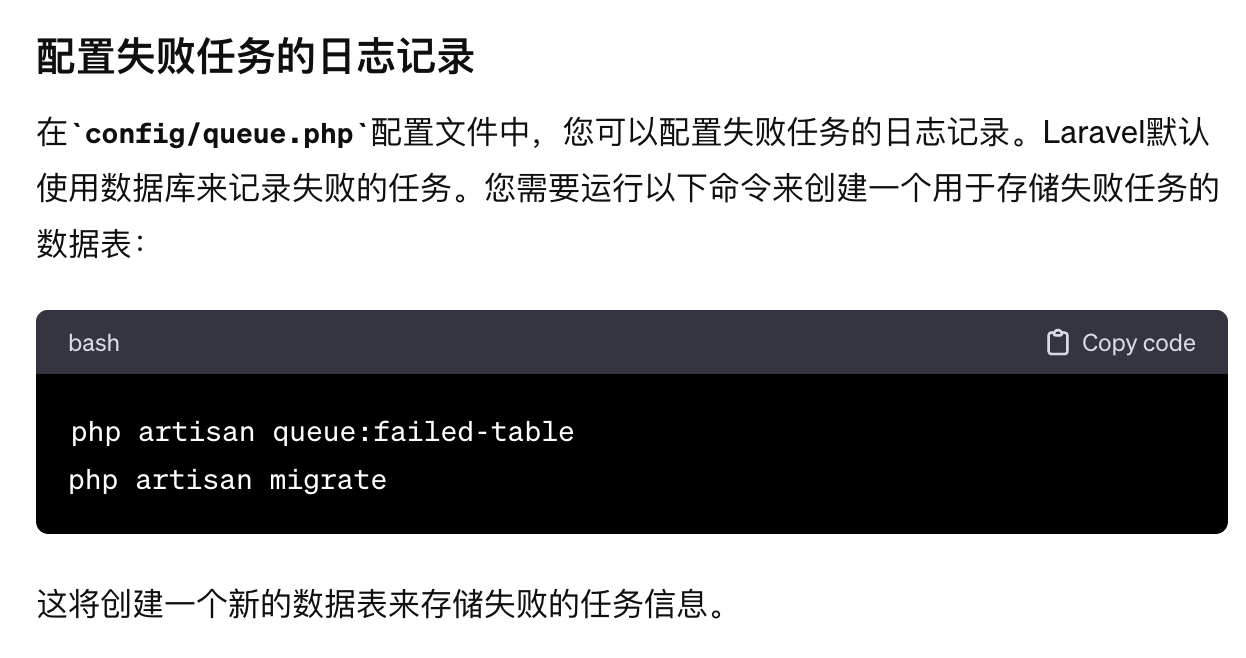 配置失败任务的日志记录
在`config/queue.php`配置文件中，您可以配置失败任务的日志记录。Laravel默认
使用数据库来记录失败的任务。您需要运行以下命令来创建一个用于存储失败任务的
数据表：
bash
Copy code
php artisan queue:failed-table
php artisan migrate
这将创建一个新的数据表来存储失败的任务信息。